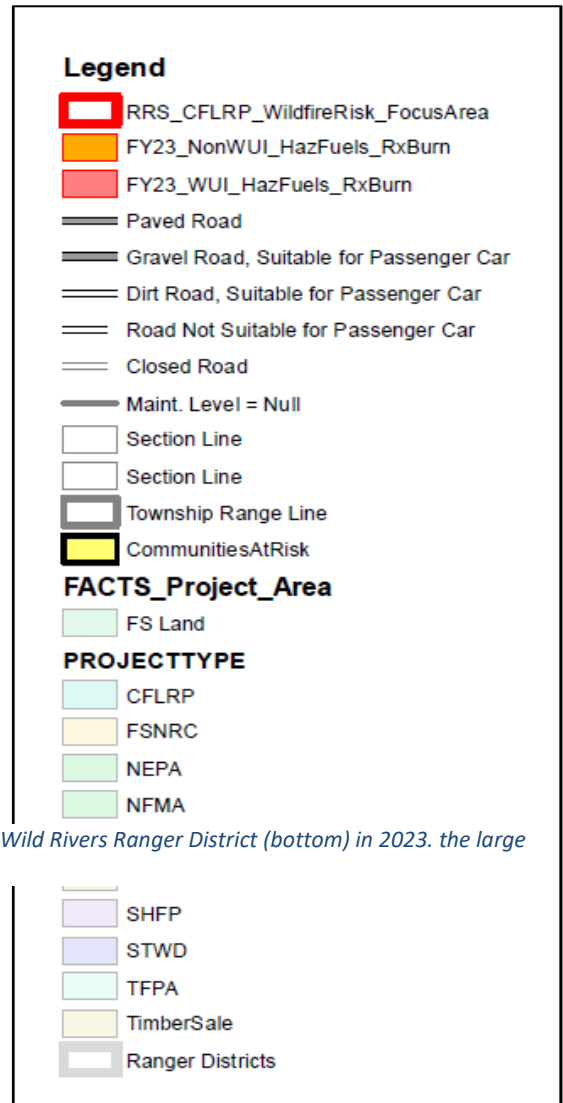 Legend
RRS_CFLRP_WildfireRisk_FocusArea
FY23_NonWUI_HazFuels_RxBurn
FY23_WUI_HazFuels_RxBurn
Paved Road
Gravel Road, Suitable for Passenger Car
Dirt Road, Suitable for Passenger Car
Road Not Suitable for Passenger Car
Closed Road
Maint. Level = Null
Section Line
Section Line
Township Range Line
CommunitiesAtRisk
FACTS_Project_Area
FS Land
PROJECTTYPE
CFLRP
FSNRC
NEPA
NFMA
Wild Rivers Ranger District (bottom) in 2023. the large
SHFP
STWD
TFPA
TimberSale
Ranger Districts